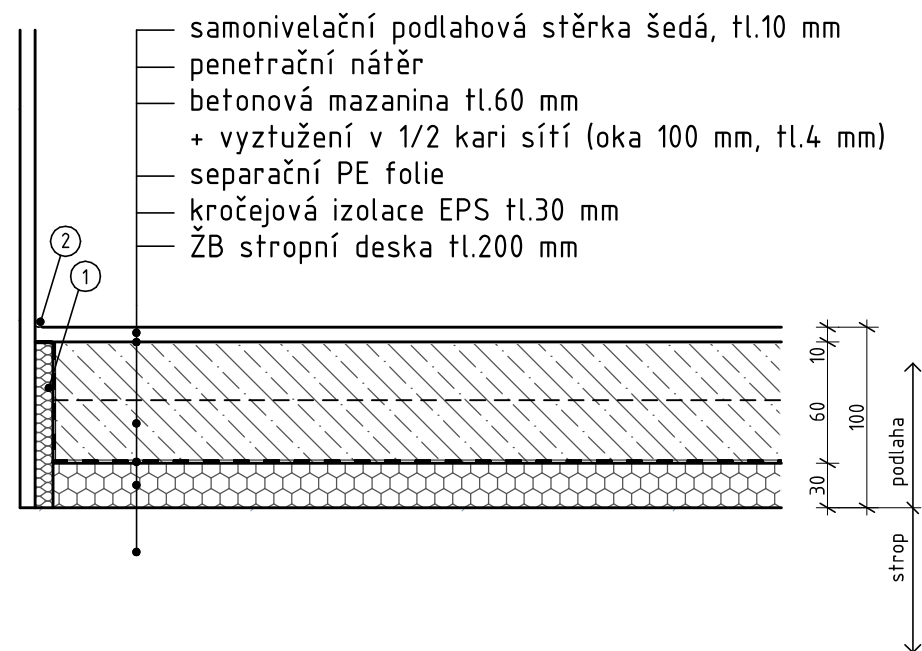 samonivelační podlahová stěrka šedá, tl.10 mm
penetrační nátěr
betonová mazanina tl.60 mm
+ vyztužení v 1/2 kari sítí (oka 100 mm, tl.4 mm)
separační PE folie
kročejová izolace EPS tl.30 mm
ŽB stropní deska tl.200 mm
2
1
10
60
30
100
podlaha
strop